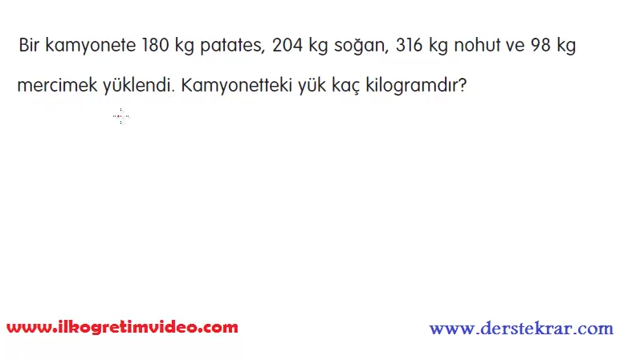 Bir kamyonete 180 kg patates, 204 kg soğan, 316 kg nohut ve 98 kg
mercimek yüklendi. Kamyonetteki yük kaç kilogramdır?
www.ilkogretimvideo.com
www.derstekrar.com